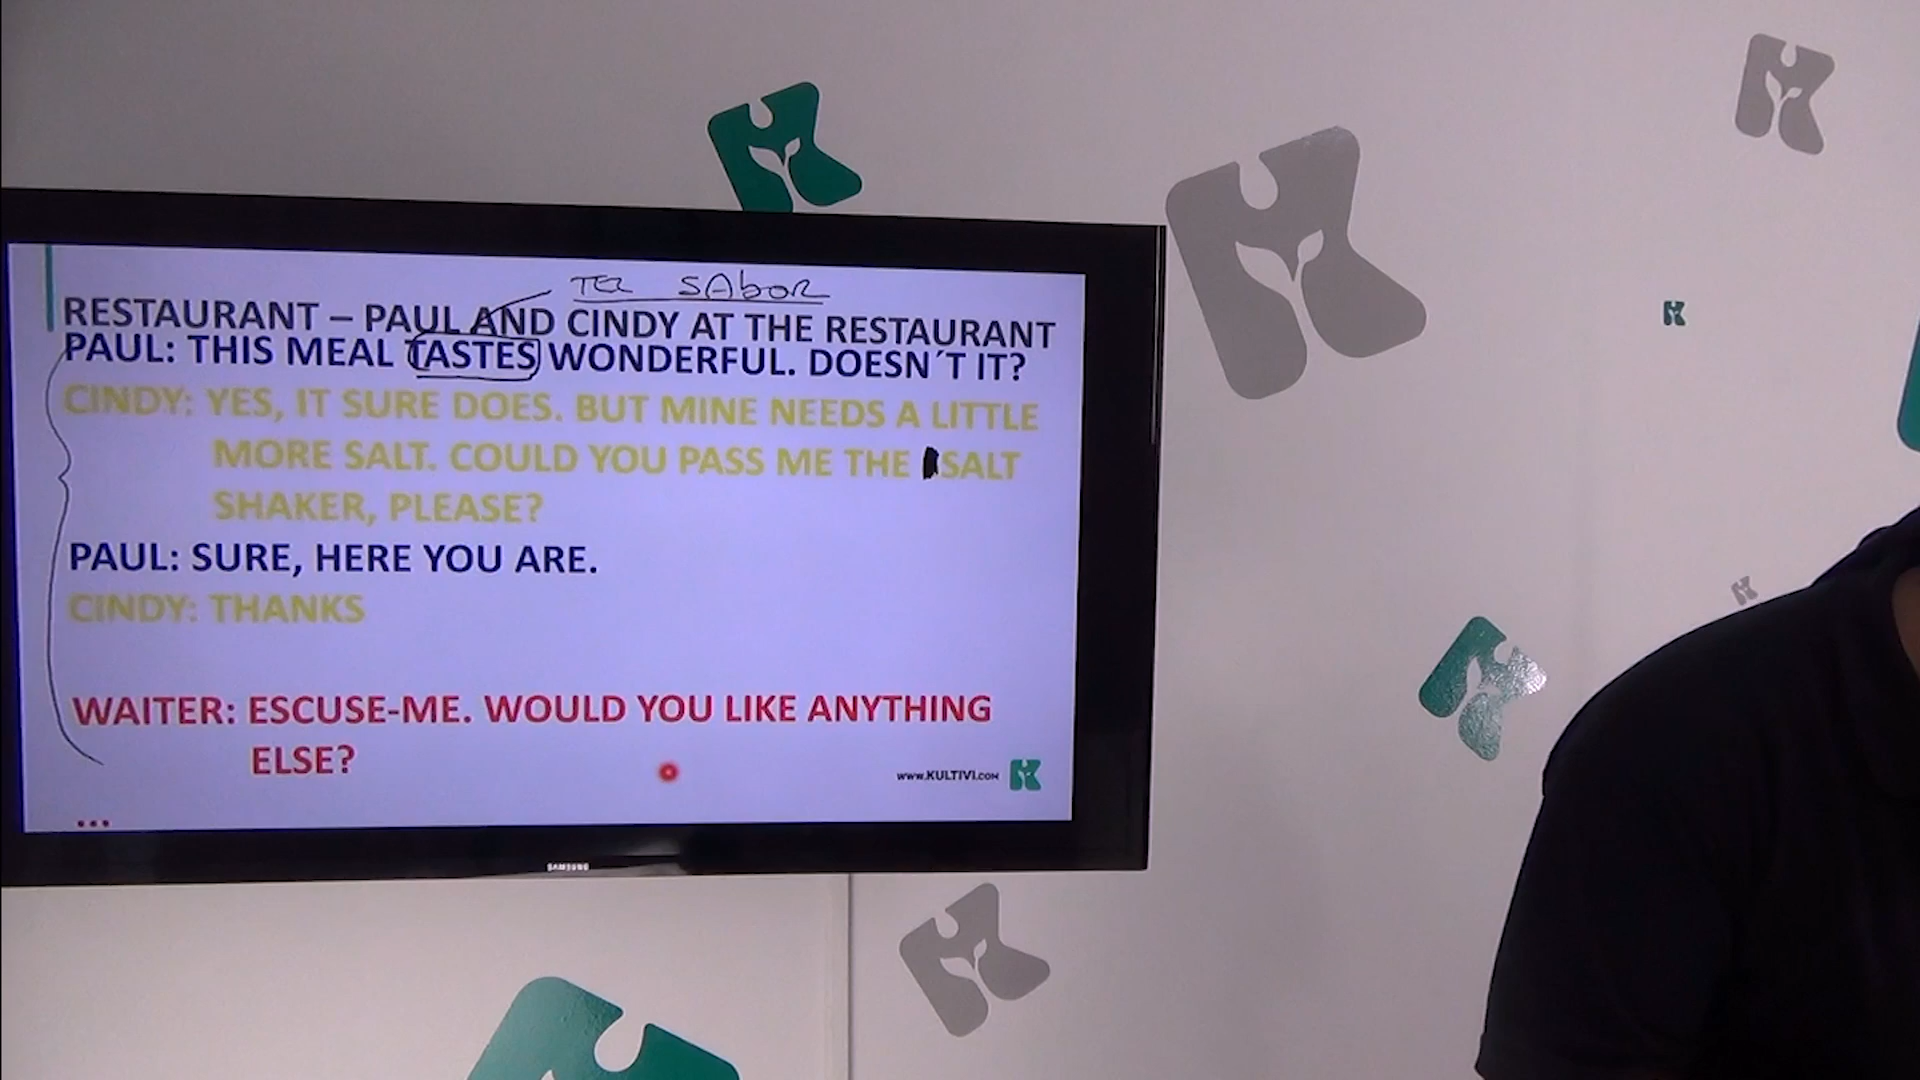 TER SAbOR
RESTAURANT – PAUL AND CINDY AT THE RESTAURANT
PAUL: THIS MEAL TASTES WONDERFUL. DOESN´T IT?
CINDY: YES, IT SURE DOES. BUT MINE NEEDS A LITTLE
MORE SALT. COULD YOU PASS ME THE SALT
SHAKER, PLEASE?
PAUL: SURE, HERE YOU ARE.
CINDY: THANKS
WAITER: ESCUSE-ME. WOULD YOU LIKE ANYTHING
ELSE?
WWW.KULTIVI.COM
...
SAMSUNG